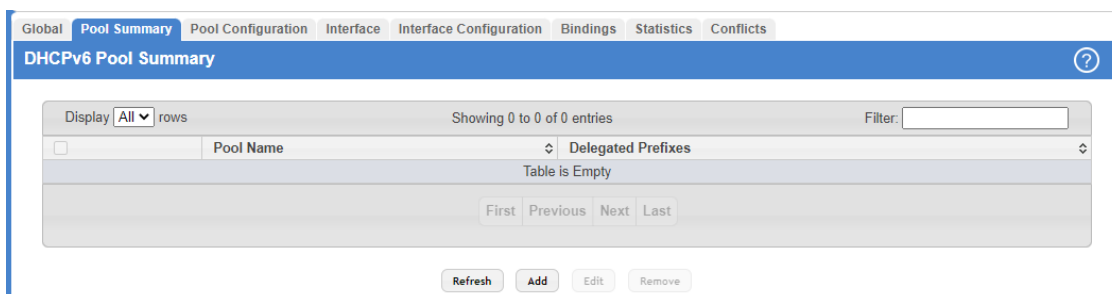 Global Pool Summary Pool Configuration Interface Interface Configuration Bindings Statistics Conflicts
DHCPv6 Pool Summary ?
Display All rows Showing 0 to 0 of 0 entries Filter:
Pool Name Delegated Prefixes
Table is Empty
First Previous Next Last
Refresh Add Edit Remove